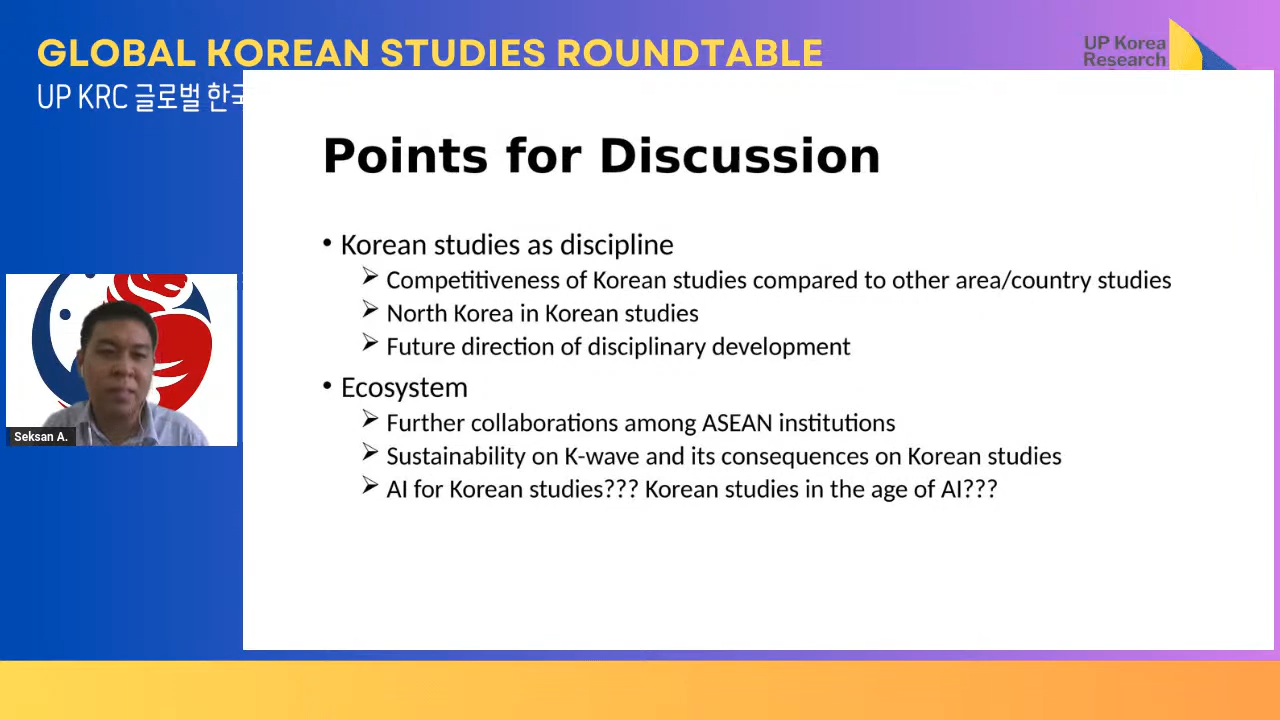 GLOBAL KOREAN STUDIES ROUNDTABLE
UP KRC 글로벌 한국
UP Korea
Research
Points for Discussion
• Korean studies as discipline
➢ Competitiveness of Korean studies compared to other area/country studies
➢ North Korea in Korean studies
➢ Future direction of disciplinary development
• Ecosystem
➢ Further collaborations among ASEAN institutions
➢ Sustainability on K-wave and its consequences on Korean studies
➢ AI for Korean studies??? Korean studies in the age of AI???
Seksan A.